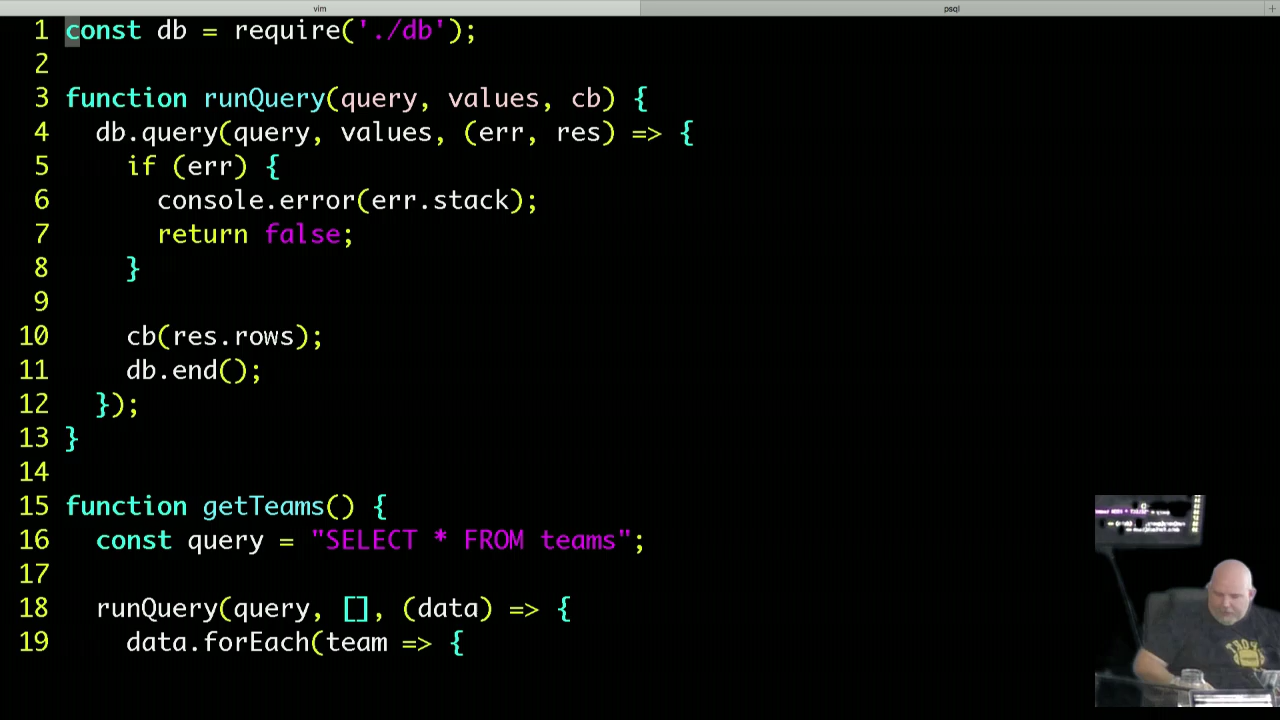 vim
psql
1 const db = require('./db');
2
3 function runQuery(query, values, cb) {
4   db.query(query, values, (err, res) => {
5     if (err) {
6       console.error(err.stack);
7       return false;
8     }
9
10     cb(res.rows);
11     db.end();
12   });
13 }
14
15 function getTeams() {
16   const query = "SELECT * FROM teams";
17
18   runQuery(query, [], (data) => {
19     data.forEach(team => {